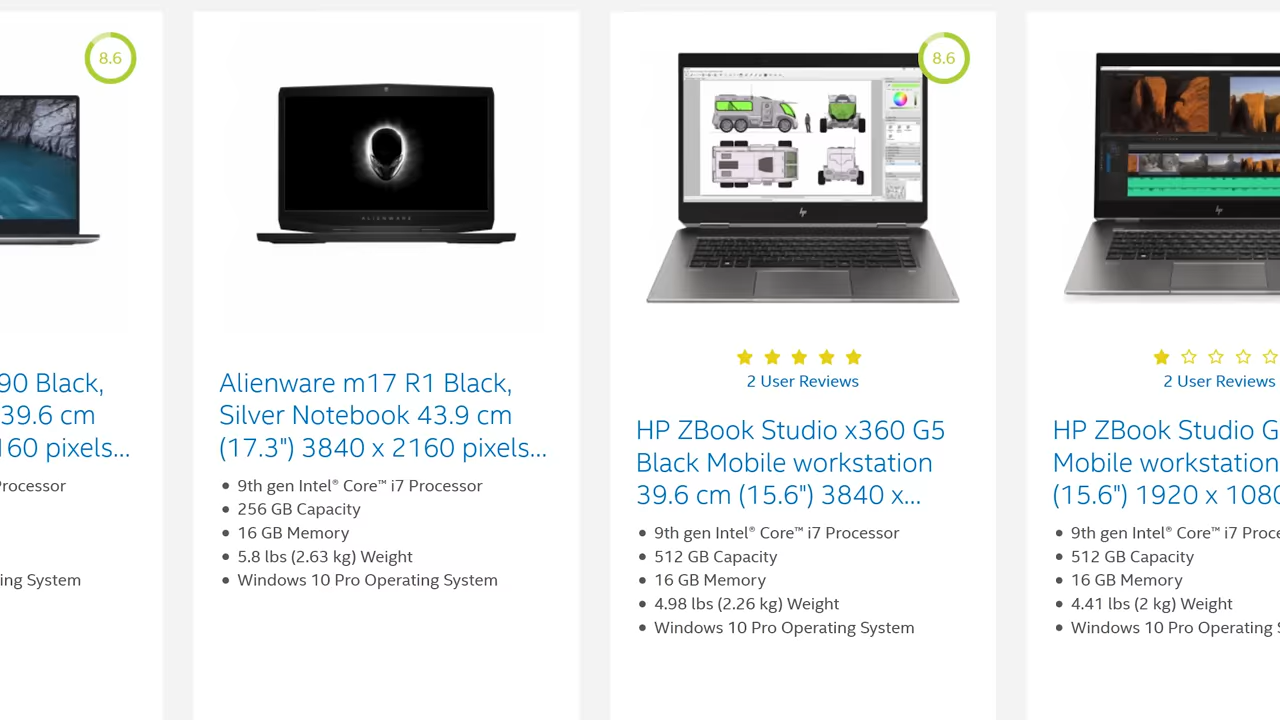 8.6
90 Black,
39.6 cm
160 pixels...
Processor
ing System
ALIENWARE
Alienware m17 R1 Black,
Silver Notebook 43.9 cm
(17.3") 3840 x 2160 pixels...
• 9th gen Intel® Core™ i7 Processor
• 256 GB Capacity
• 16 GB Memory
• 5.8 lbs (2.63 kg) Weight
• Windows 10 Pro Operating System
8.6
hp
2 User Reviews
HP ZBook Studio x360 G5
Black Mobile workstation
39.6 cm (15.6") 3840 x...
• 9th gen Intel® Core™ i7 Processor
• 512 GB Capacity
• 16 GB Memory
• 4.98 lbs (2.26 kg) Weight
• Windows 10 Pro Operating System
hp
2 User Reviews
HP ZBook Studio G
Mobile workstation
(15.6") 1920 x 1080
• 9th gen Intel® Core™ i7 Proce
• 512 GB Capacity
• 16 GB Memory
• 4.41 lbs (2 kg) Weight
• Windows 10 Pro Operating S